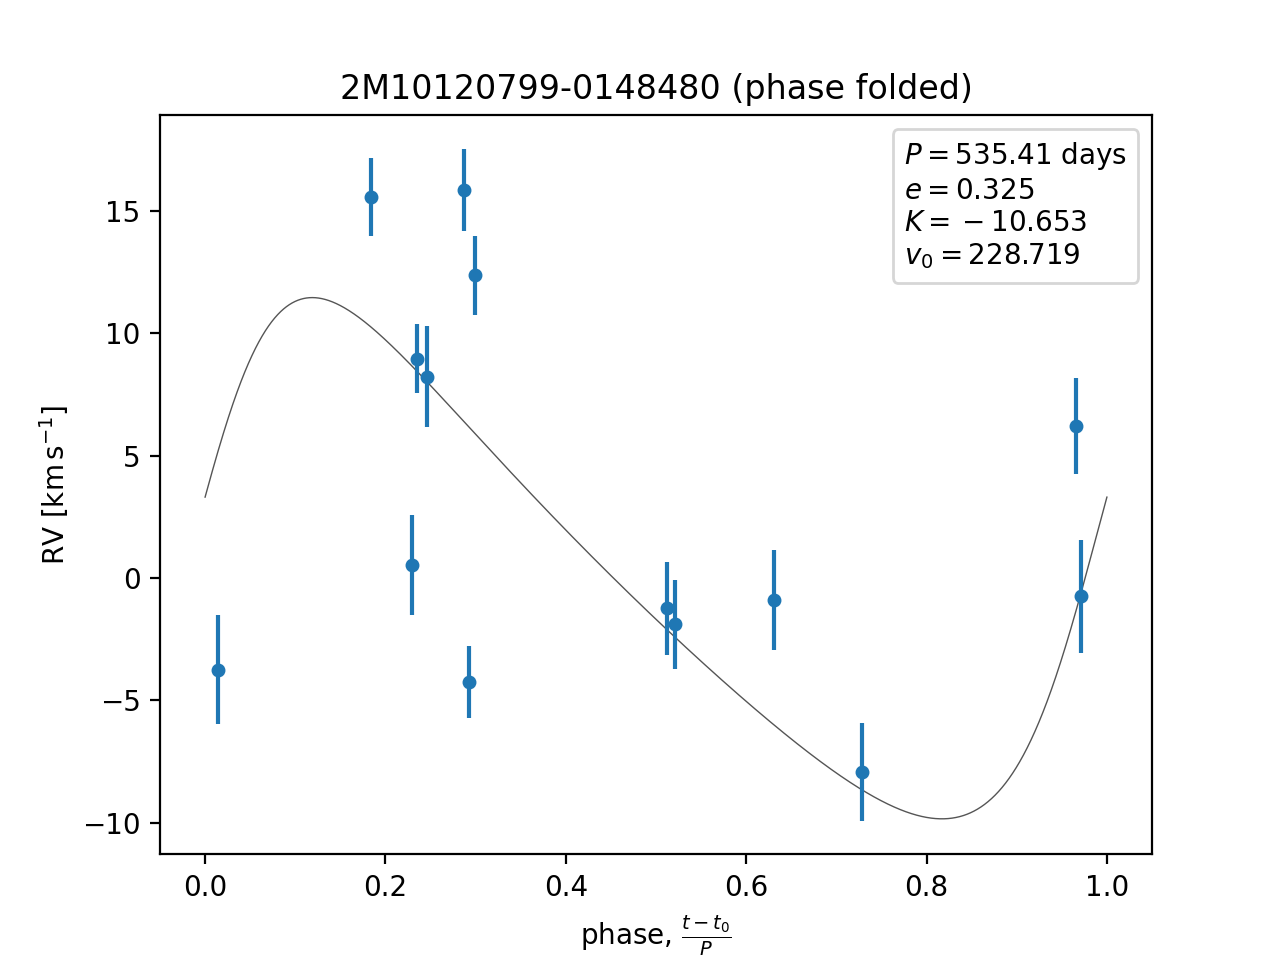 2M10120799-0148480 (phase folded)
P = 535.41 days
e = 0.325
K = −10.653
v₀ = 228.719
RV [km s⁻¹]
15
10
5
0
−5
−10
0.0 0.2 0.4 0.6 0.8 1.0
phase, (t − t₀)/P